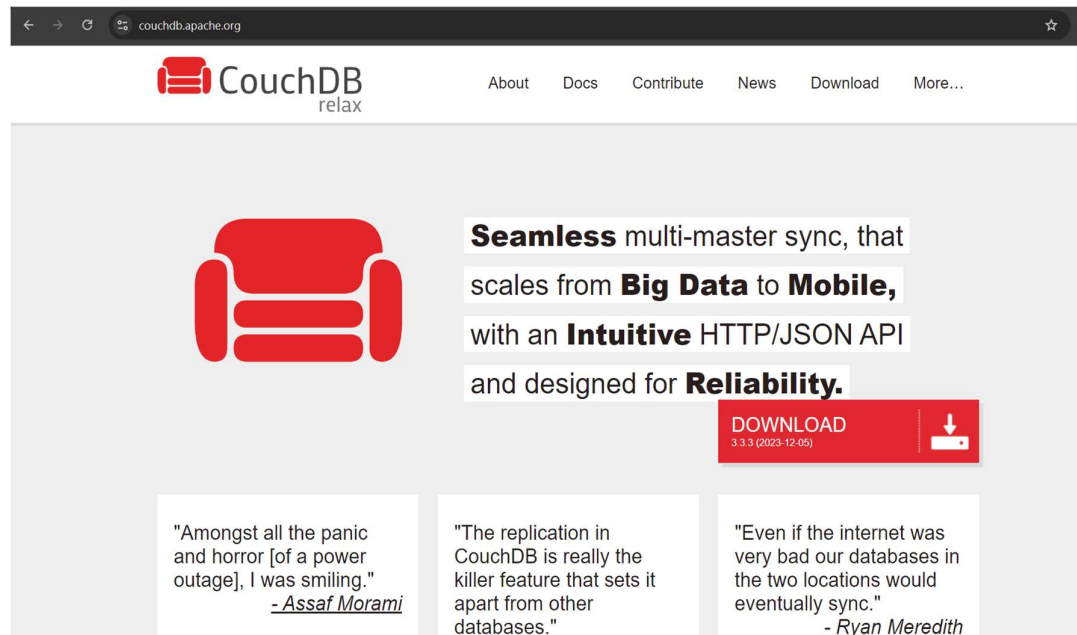 couchdb.apache.org
CouchDB
relax
About Docs Contribute News Download More...
Seamless multi-master sync, that
scales from Big Data to Mobile,
with an Intuitive HTTP/JSON API
and designed for Reliability.
DOWNLOAD
3.3.3 (2023-12-05)
"Amongst all the panic
and horror [of a power
outage], I was smiling."
- Assaf Morami
"The replication in
CouchDB is really the
killer feature that sets it
apart from other
databases."
"Even if the internet was
very bad our databases in
the two locations would
eventually sync."
- Ryan Meredith